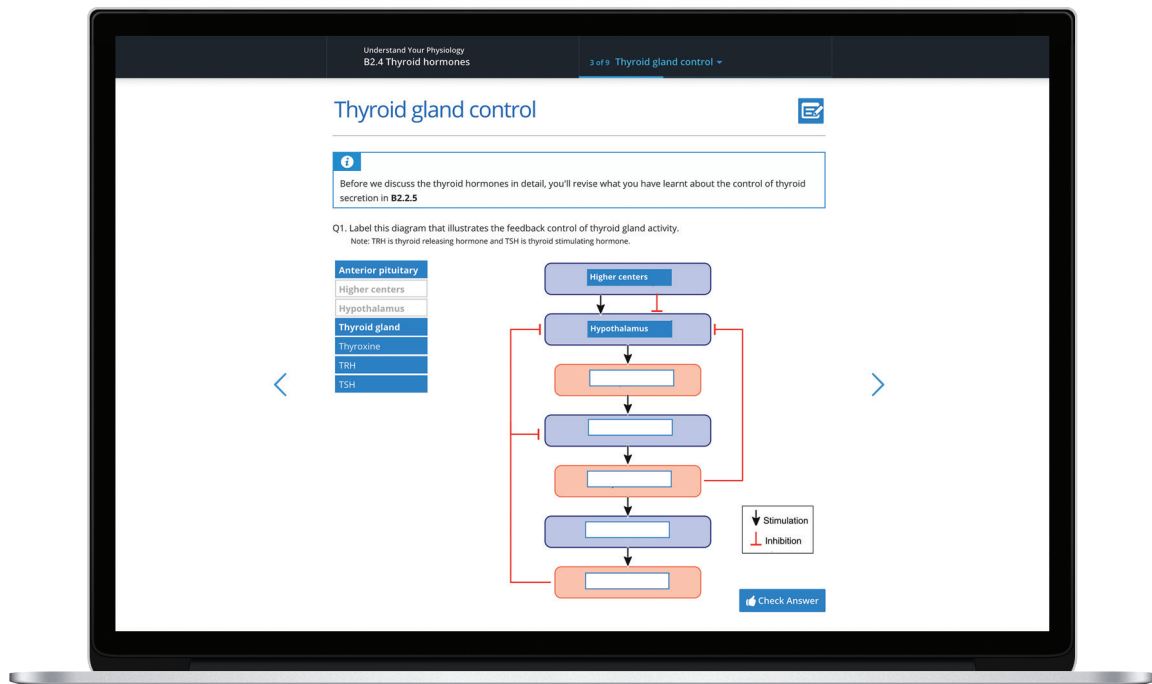 Understand Your Physiology
B2.4 Thyroid hormones
3 of 9 Thyroid gland control
Thyroid gland control
Before we discuss the thyroid hormones in detail, you'll revise what you have learnt about the control of thyroid
secretion in B2.2.5
Q1. Label this diagram that illustrates the feedback control of thyroid gland activity.
Note: TRH is thyroid releasing hormone and TSH is thyroid stimulating hormone.
Anterior pituitary
Higher centers
Hypothalamus
Thyroid gland
Thyroxine
TRH
TSH
Higher centers
Hypothalamus
Stimulation
Inhibition
Check Answer